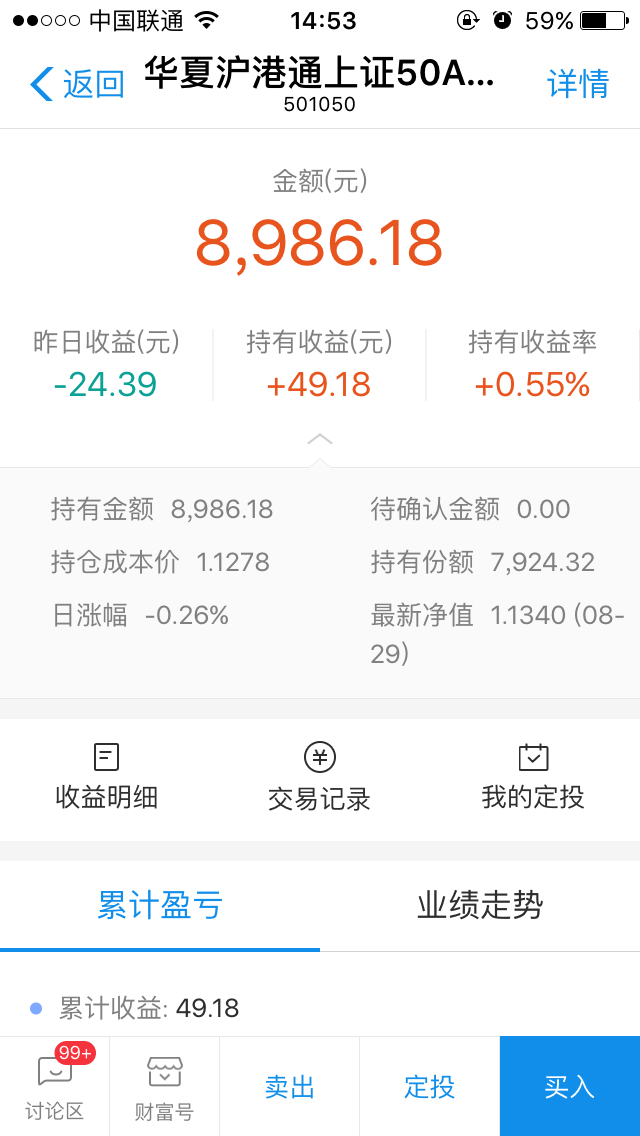 中国联通 14:53 59%
返回 华夏沪港通上证50A... 详情
501050
金额(元)
8,986.18
昨日收益(元) 持有收益(元) 持有收益率
-24.39 +49.18 +0.55%
持有金额 8,986.18 待确认金额 0.00
持仓成本价 1.1278 持有份额 7,924.32
日涨幅 -0.26% 最新净值 1.1340 (08-
29)
收益明细 交易记录 我的定投
累计盈亏 业绩走势
累计收益: 49.18
99+
讨论区 财富号 卖出 定投 买入